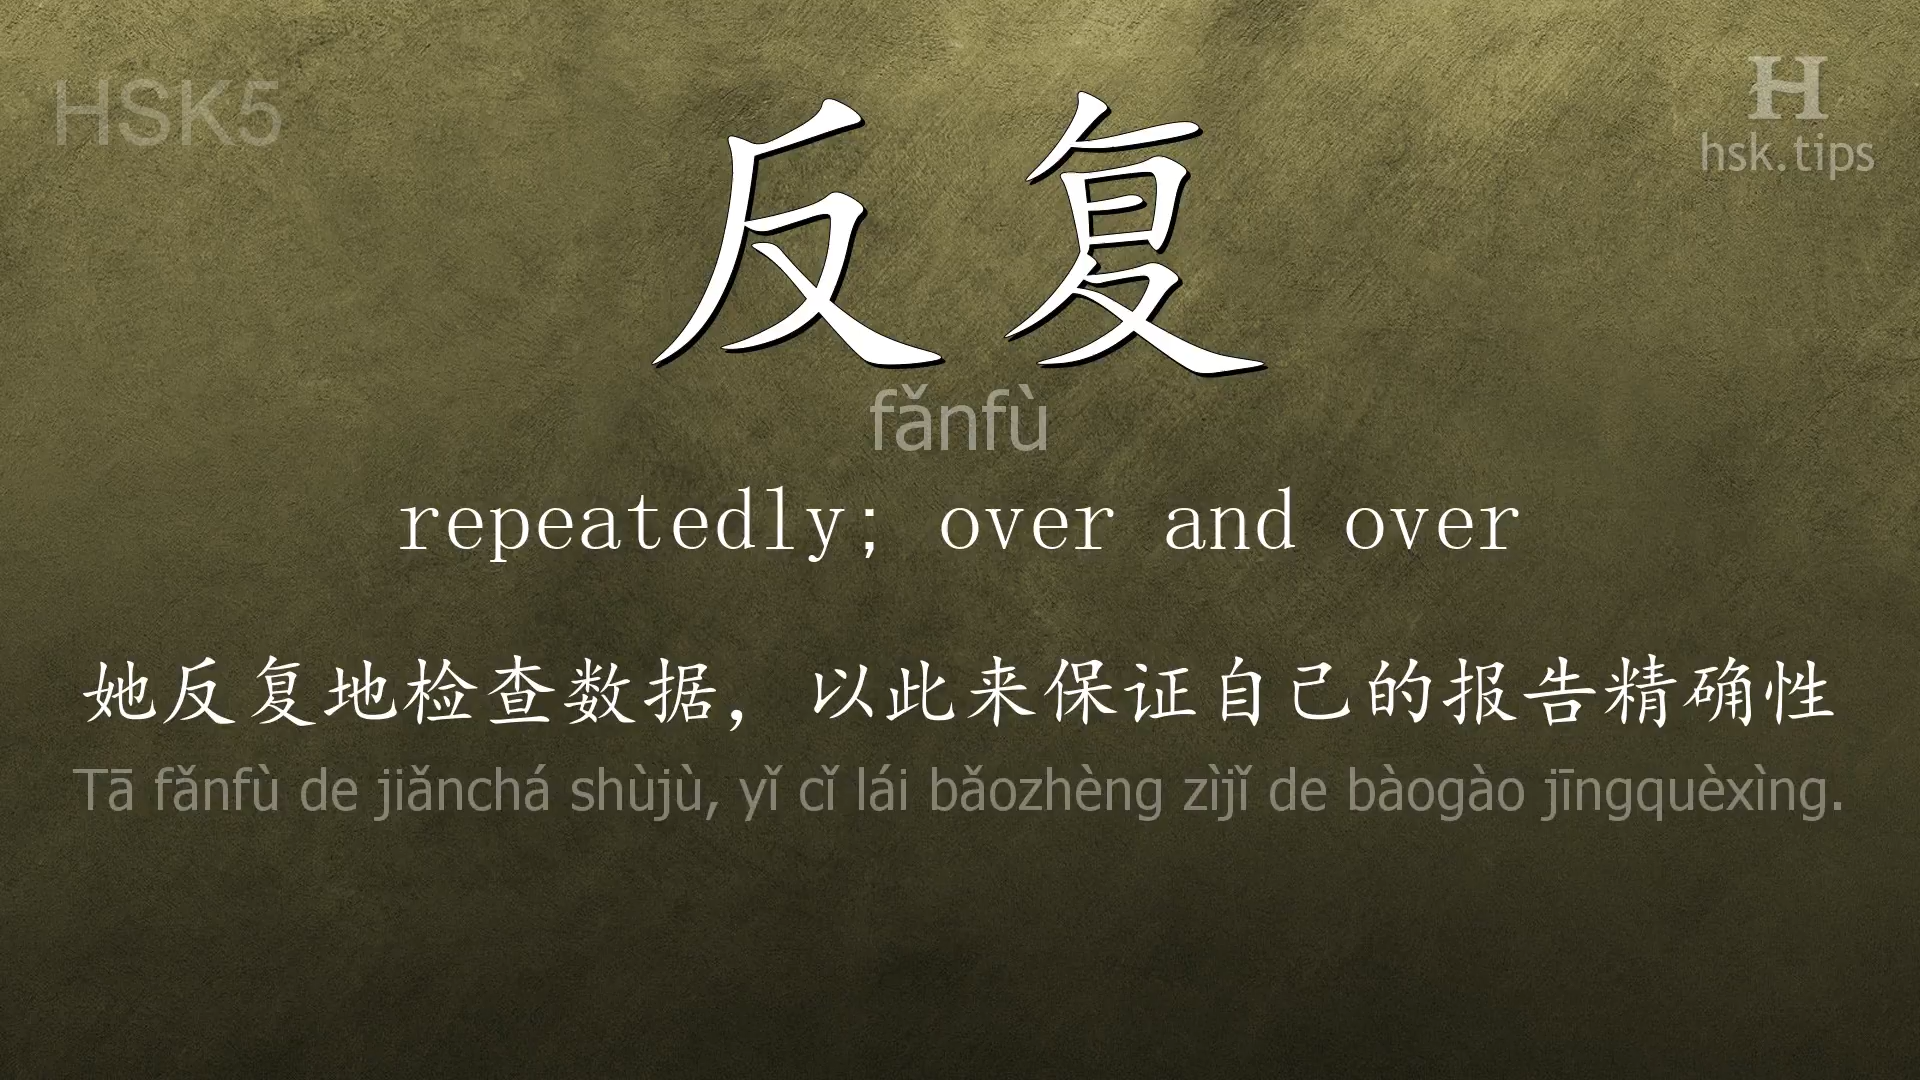 HSK5
H
hsk.tips
反复
fǎnfù
repeatedly; over and over
她反复地检查数据，以此来保证自己的报告精确性
Tā fǎnfù de jiǎnchá shùjù, yǐ cǐ lái bǎozhèng zìjǐ de bàogào jīngquèxìng.